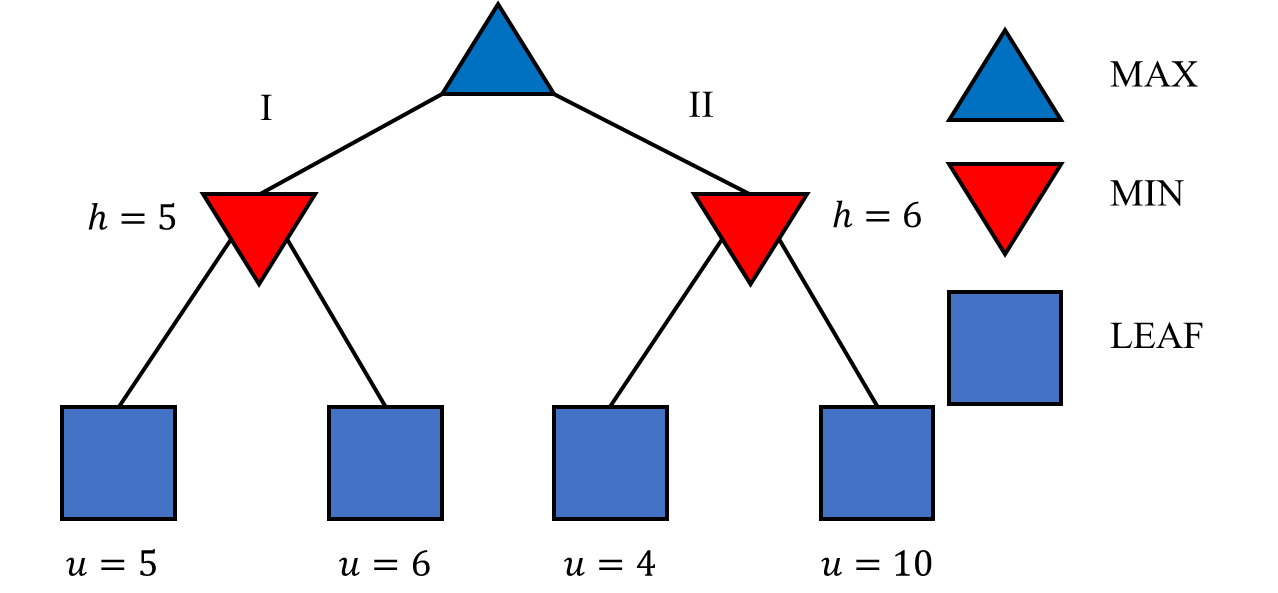 I
II
h = 5
h = 6
u = 5
u = 6
u = 4
u = 10
MAX
MIN
LEAF